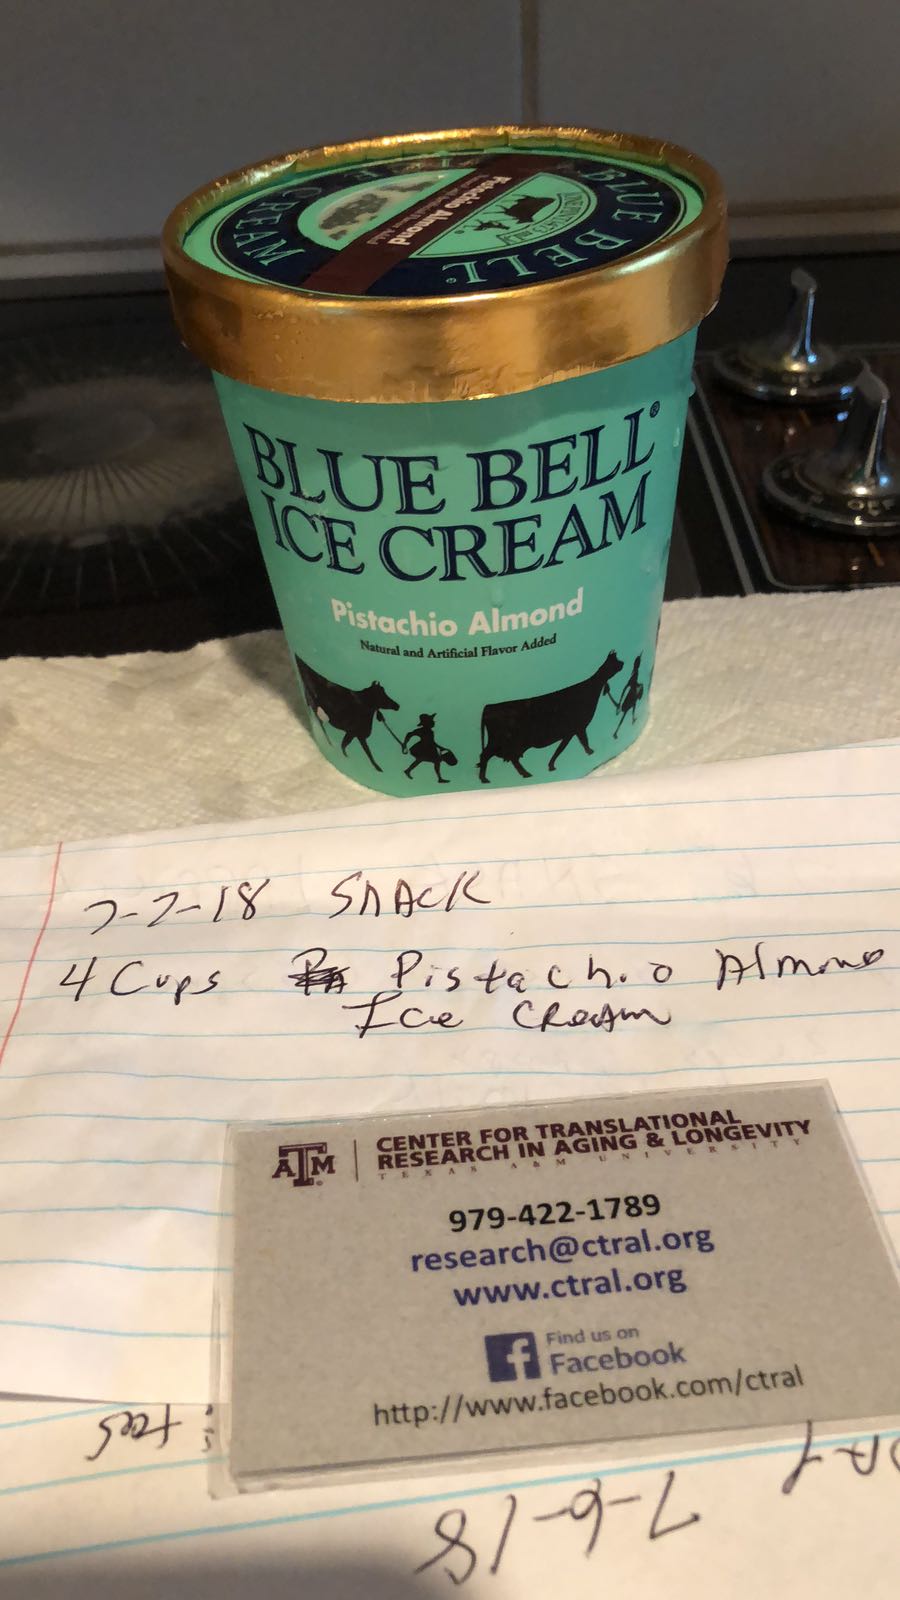 BLUE BELL
ICE CREAM
Pistachio Almond
BLUE BELL®
ICE CREAM
Pistachio Almond
Natural and Artificial Flavor Added
7-7-18 SNACK
4 Cups Pistachio Almond
Ice Cream
ATM
CENTER FOR TRANSLATIONAL
RESEARCH IN AGING & LONGEVITY
TEXAS A&M UNIVERSITY
979-422-1789
research@ctral.org
www.ctral.org
f Find us on
Facebook
http://www.facebook.com/ctral
7-6-18